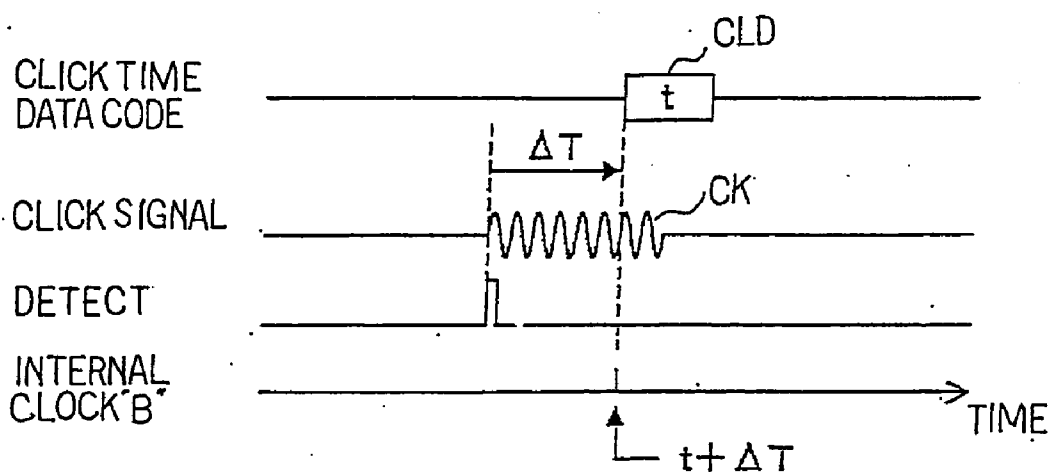 CLD
CLICK TIME
DATA CODE
t
ΔT
CK
CLICK SIGNAL
DETECT
INTERNAL
CLOCK"B"
TIME
t+ΔT